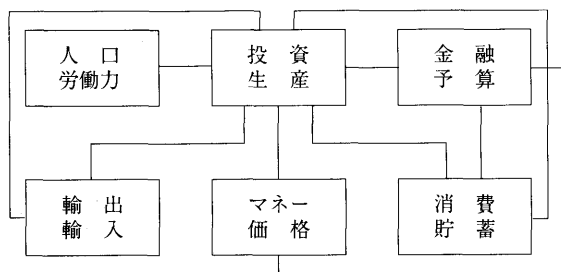 人口
労働力
投資
生産
金融
予算
輸出
輸入
マネー
価格
消費
貯蓄